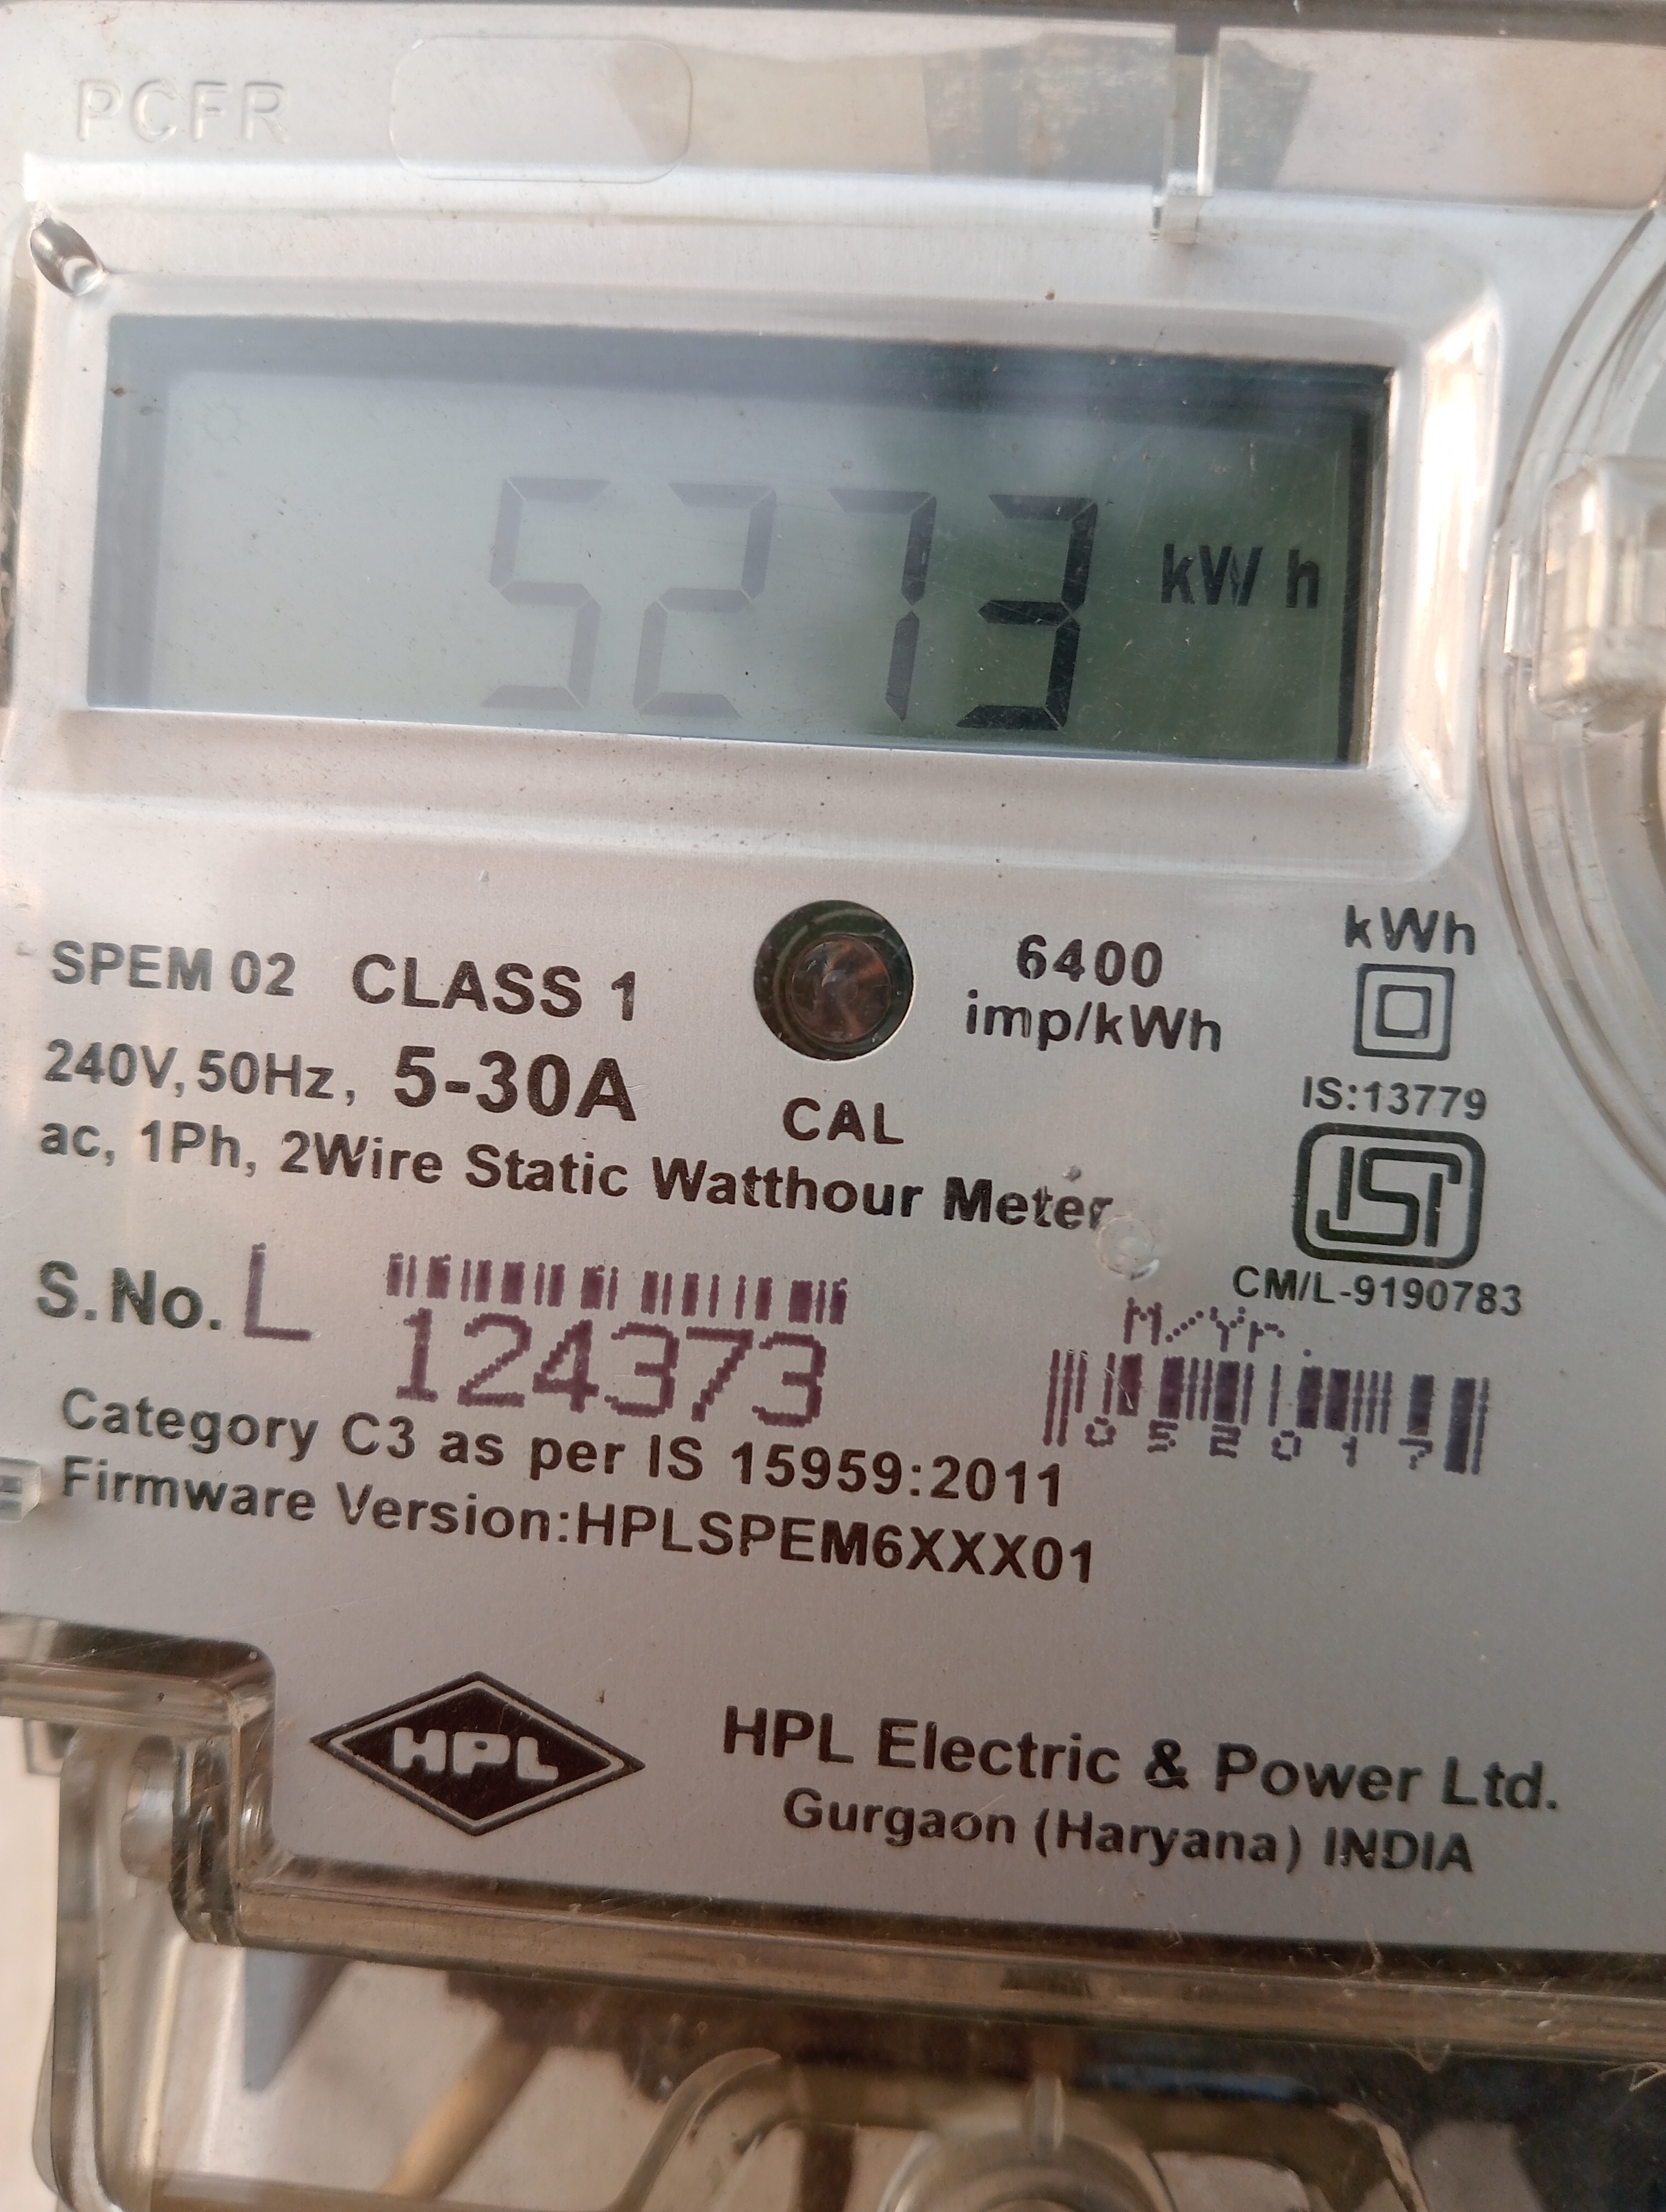 PCFR
5273 kWh
SPEM 02 CLASS 1
6400
imp/kWh
kWh
240V, 50Hz, 5-30A
CAL
IS:13779
ac, 1Ph, 2Wire Static Watthour Meter
ISI
CM/L-9190783
S.No. L 124373
M/Yr.
052017
Category C3 as per IS 15959:2011
Firmware Version:HPLSPEM6XXX01
HPL
HPL Electric & Power Ltd.
Gurgaon (Haryana) INDIA